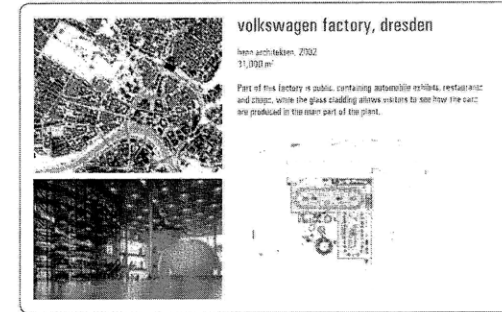 volkswagen factory, dresden
henn architekten, 2002
31,000 m²
Part of this factory is public, containing automobile exhibits, restaurants
and shops, while the glass cladding allows visitors to see how the cars
are produced in the main part of the plant.